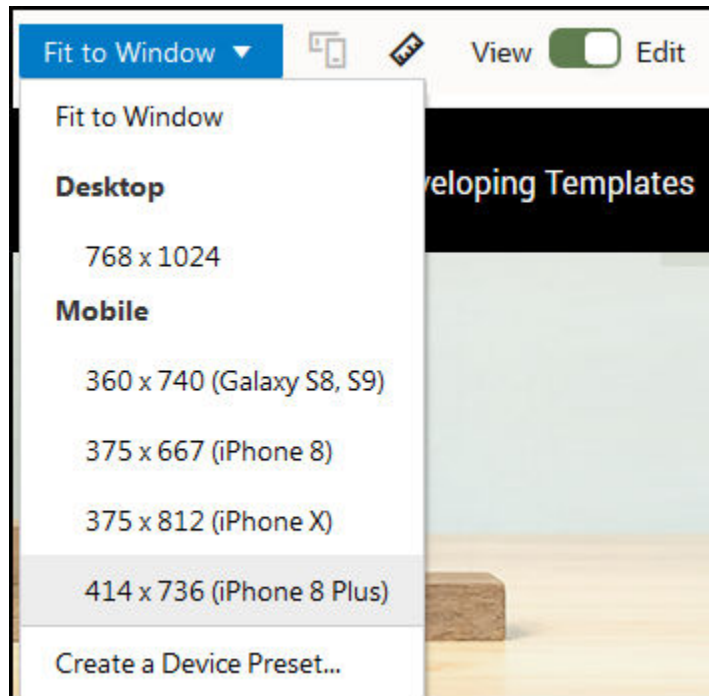 Fit to Window
View
Edit
Fit to Window
Desktop
veloping Templates
768 x 1024
Mobile
360 x 740 (Galaxy S8, S9)
375 x 667 (iPhone 8)
375 x 812 (iPhone X)
414 x 736 (iPhone 8 Plus)
Create a Device Preset...